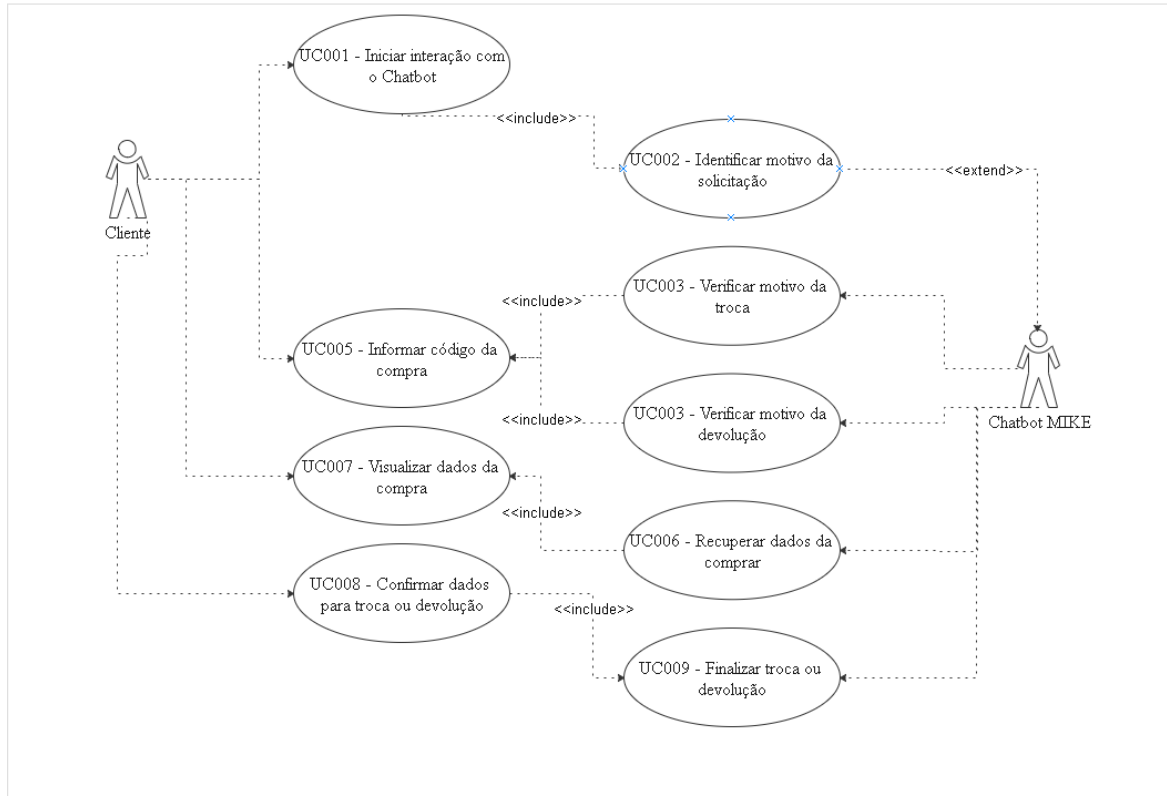 UC001 - Iniciar interação com
o Chatbot
<<include>>
UC002 - Identificar motivo da
solicitação
<<extend>>
Cliente
UC003 - Verificar motivo da
troca
<<include>>
UC005 - Informar código da
compra
<<include>>
UC003 - Verificar motivo da
devolução
Chatbot MIKE
UC007 - Visualizar dados da
compra
<<include>>
UC006 - Recuperar dados da
comprar
UC008 - Confirmar dados
para troca ou devolução
<<include>>
UC009 - Finalizar troca ou
devolução